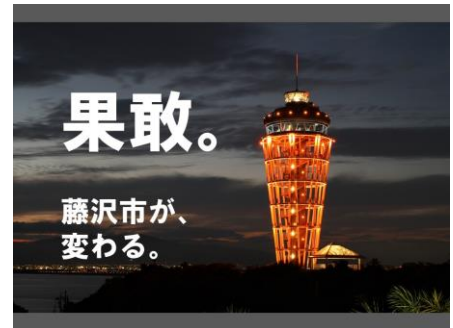 果敢。
藤沢市が、
変わる。